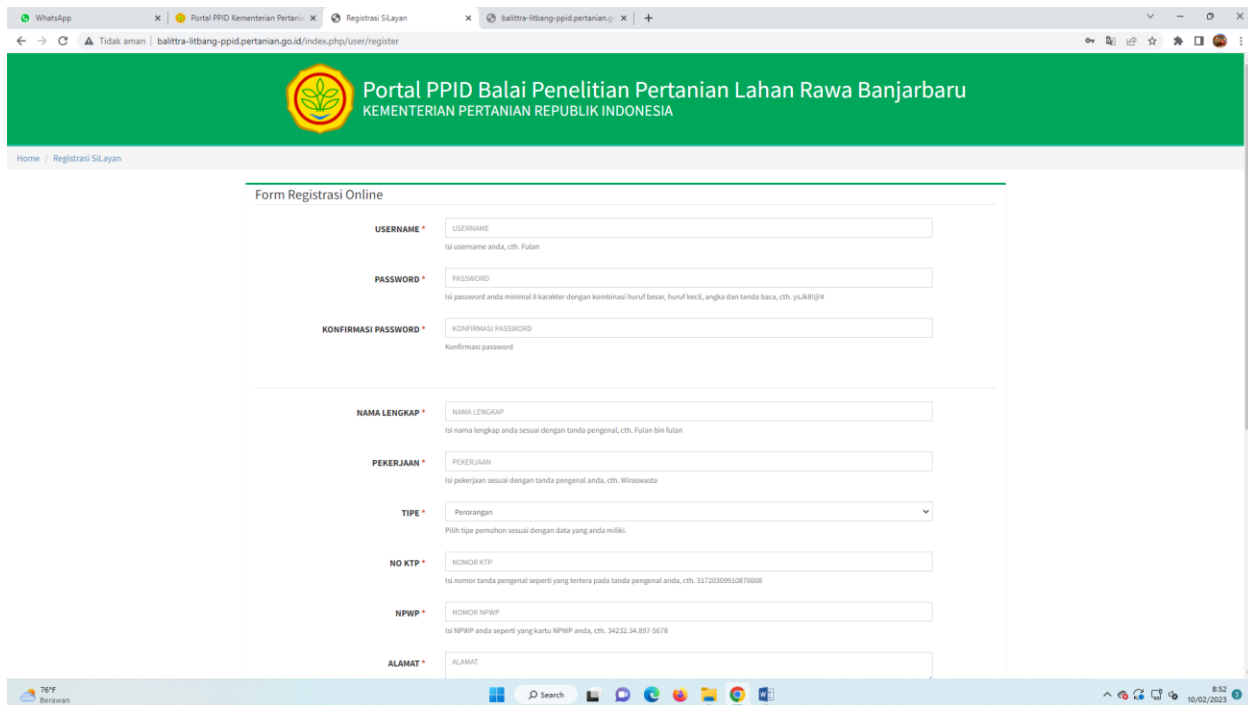 WhatsApp
Portal PPID Kementerian Pertania
Registrasi SiLayan
balittra-litbang-ppid.pertanian.go
Tidak aman
balittra-litbang-ppid.pertanian.go.id/index.php/user/register
Portal PPID Balai Penelitian Pertanian Lahan Rawa Banjarbaru
KEMENTERIAN PERTANIAN REPUBLIK INDONESIA
Home / Registrasi SiLayan
Form Registrasi Online
USERNAME * USERNAME
Isi username anda, cth. Fulan
PASSWORD * PASSWORD
Isi password anda minimal 8 karakter dengan kombinasi huruf besar, huruf kecil, angka dan tanda baca, cth. ysJk8!@#
KONFIRMASI PASSWORD * KONFIRMASI PASSWORD
Konfirmasi password
NAMA LENGKAP * NAMA LENGKAP
Isi nama lengkap anda sesuai dengan tanda pengenal, cth. Fulan bin fulan
PEKERJAAN * PEKERJAAN
Isi pekerjaan sesuai dengan tanda pengenal anda, cth. Wiraswasta
TIPE * Perorangan
Pilih tipe pemohon sesuai dengan data yang anda miliki.
NO KTP * NOMOR KTP
Isi nomor tanda pengenal seperti yang tertera pada tanda pengenal anda, cth. 31720309910870008
NPWP * NOMOR NPWP
Isi NPWP anda seperti yang kartu NPWP anda, cth. 34232.34.897-5678
ALAMAT * ALAMAT
76°F
Berawan
Search
8:52
10/02/2023
3